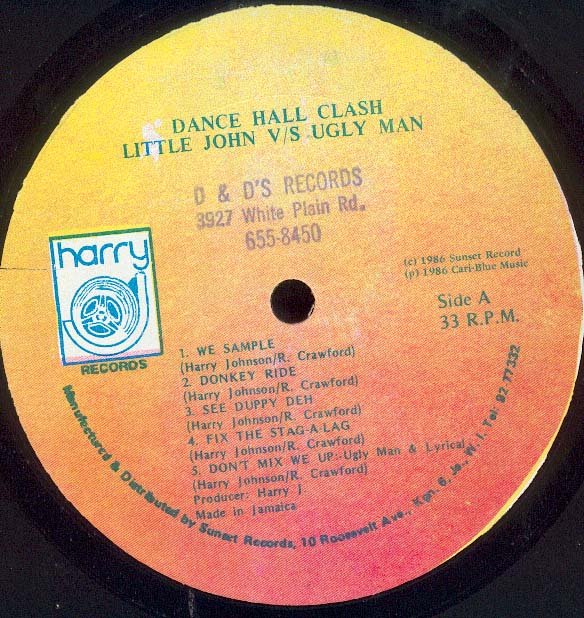 DANCE HALL CLASH
LITTLE JOHN V/S UGLY MAN
D & D'S RECORDS
3927 White Plain Rd.
655-8450
harry J
RECORDS
(c) 1986 Sunset Record
(p) 1986 Cari-Blue Music
Side A
33 R.P.M.
1. WE SAMPLE
(Harry Johnson/R. Crawford)
2. DONKEY RIDE
(Harry Johnson/R. Crawford)
3. SEE DUPPY DEH
(Harry Johnson/R. Crawford)
4. FIX THE STAG-A-LAG
(Harry Johnson/R. Crawford)
5. DON'T MIX WE UP:-Ugly Man & Lyrical
(Harry Johnson/R. Crawford)
Producer: Harry J
Made in Jamaica
Manufactured & Distributed by Sunset Records, 10 Roosevelt Ave., Kgn. 6, Ja., W.I. Tel: 92 77332